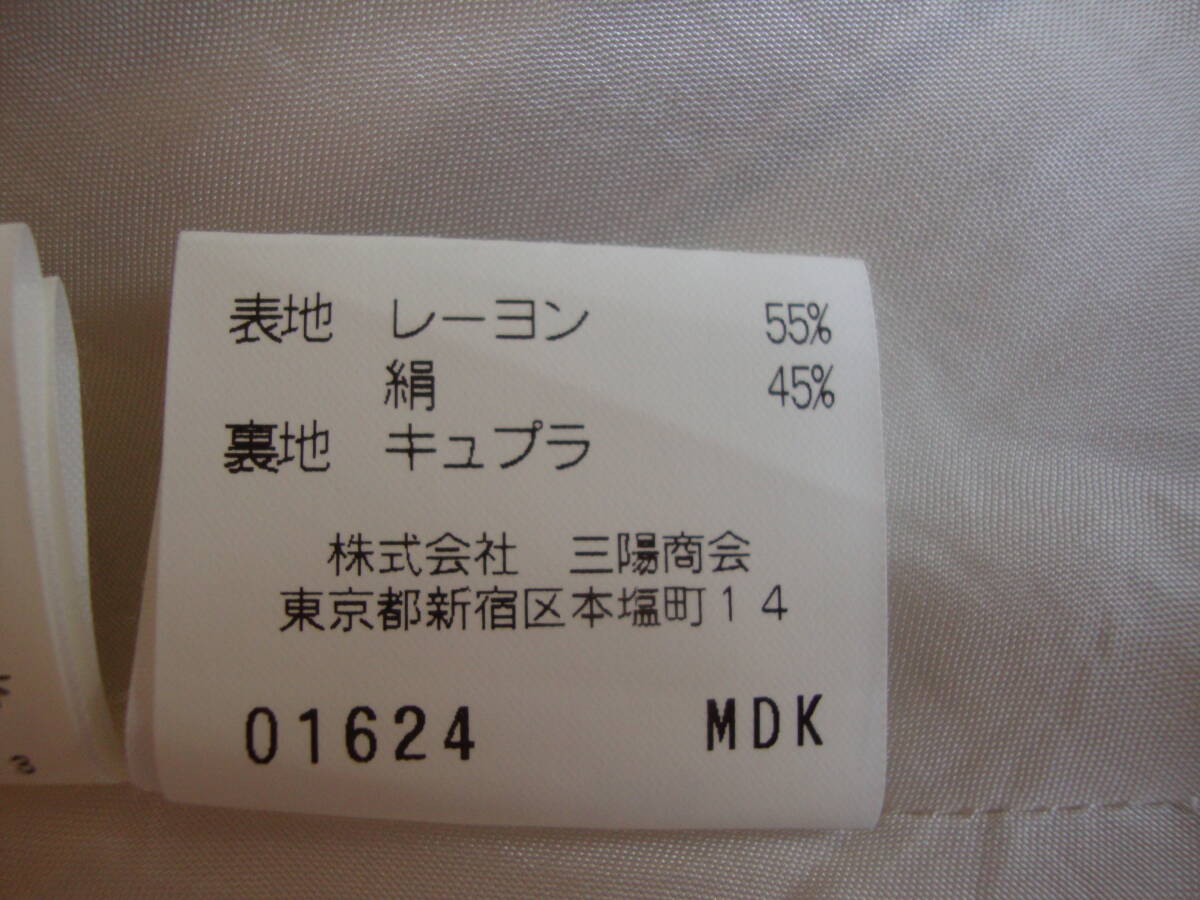 表地 レーヨン 55%
絹 45%
裏地 キュプラ
株式会社 三陽商会
東京都新宿区本塩町14
01624 MDK